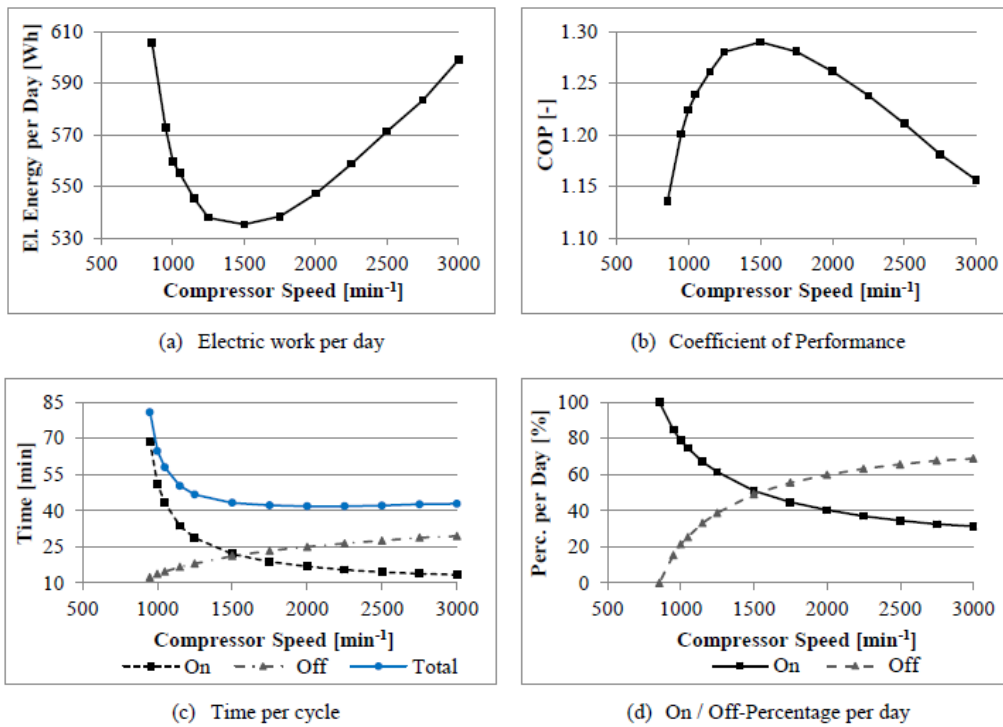 610
590
570
550
530
El. Energy per Day [Wh]
500 1000 1500 2000 2500 3000
Compressor Speed [min⁻¹]
(a) Electric work per day
1.30
1.25
1.20
1.15
1.10
COP [-]
500 1000 1500 2000 2500 3000
Compressor Speed [min⁻¹]
(b) Coefficient of Performance
85
70
55
40
25
10
Time [min]
500 1000 1500 2000 2500 3000
Compressor Speed [min⁻¹]
On Off Total
(c) Time per cycle
100
80
60
40
20
0
Perc. per Day [%]
500 1000 1500 2000 2500 3000
Compressor Speed [min⁻¹]
On Off
(d) On / Off-Percentage per day